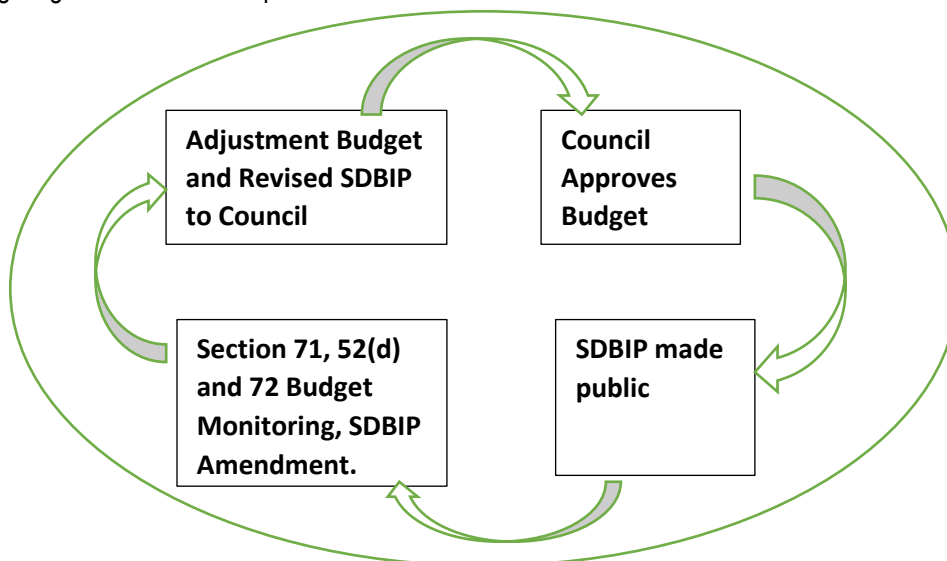 Adjustment Budget
and Revised SDBIP
to Council
Council
Approves
Budget
Section 71, 52(d)
and 72 Budget
Monitoring, SDBIP
Amendment.
SDBIP made
public